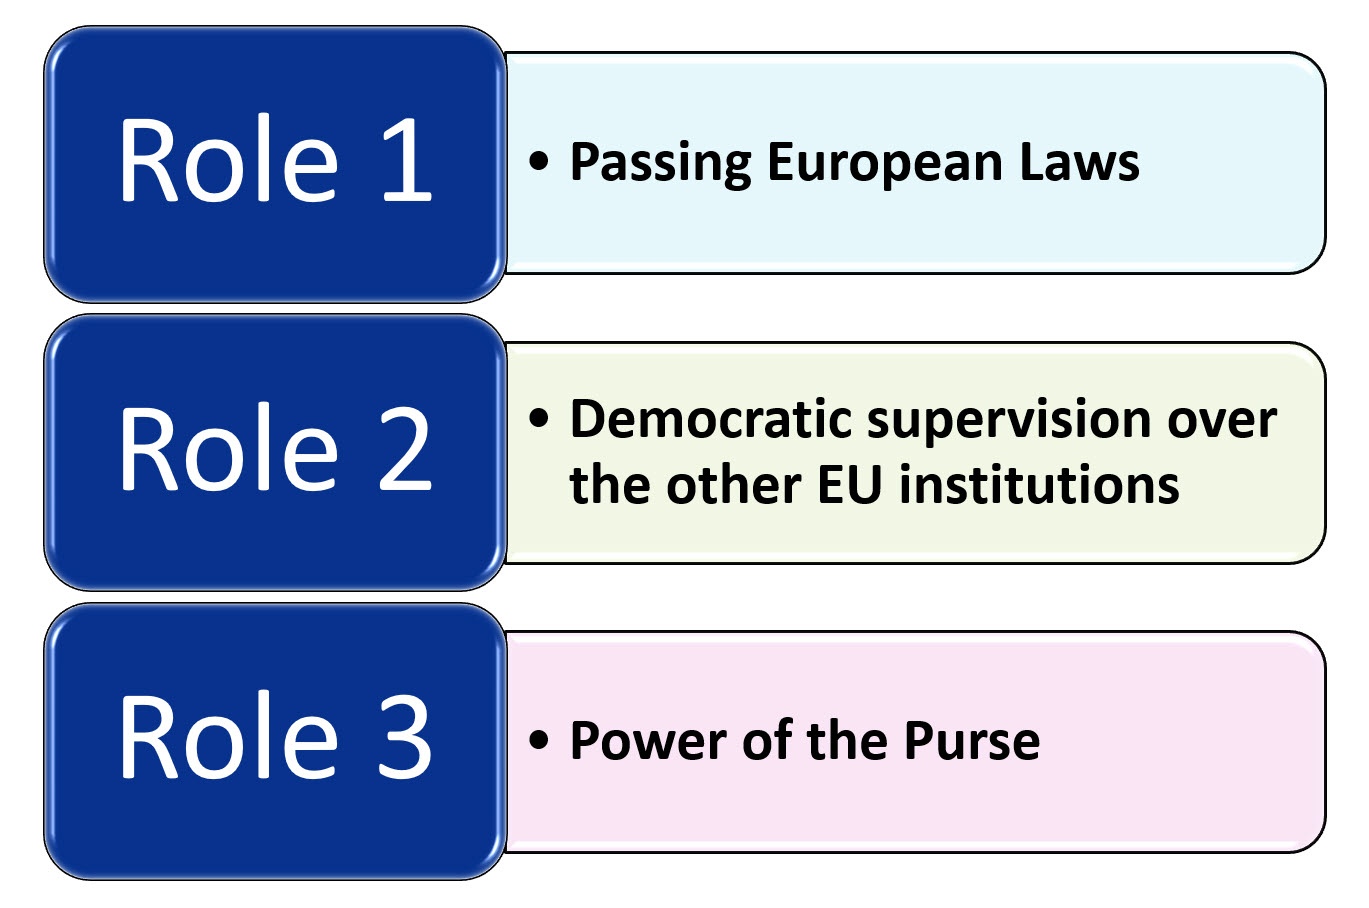 Role 1
• Passing European Laws
Role 2
• Democratic supervision over
the other EU institutions
Role 3
• Power of the Purse